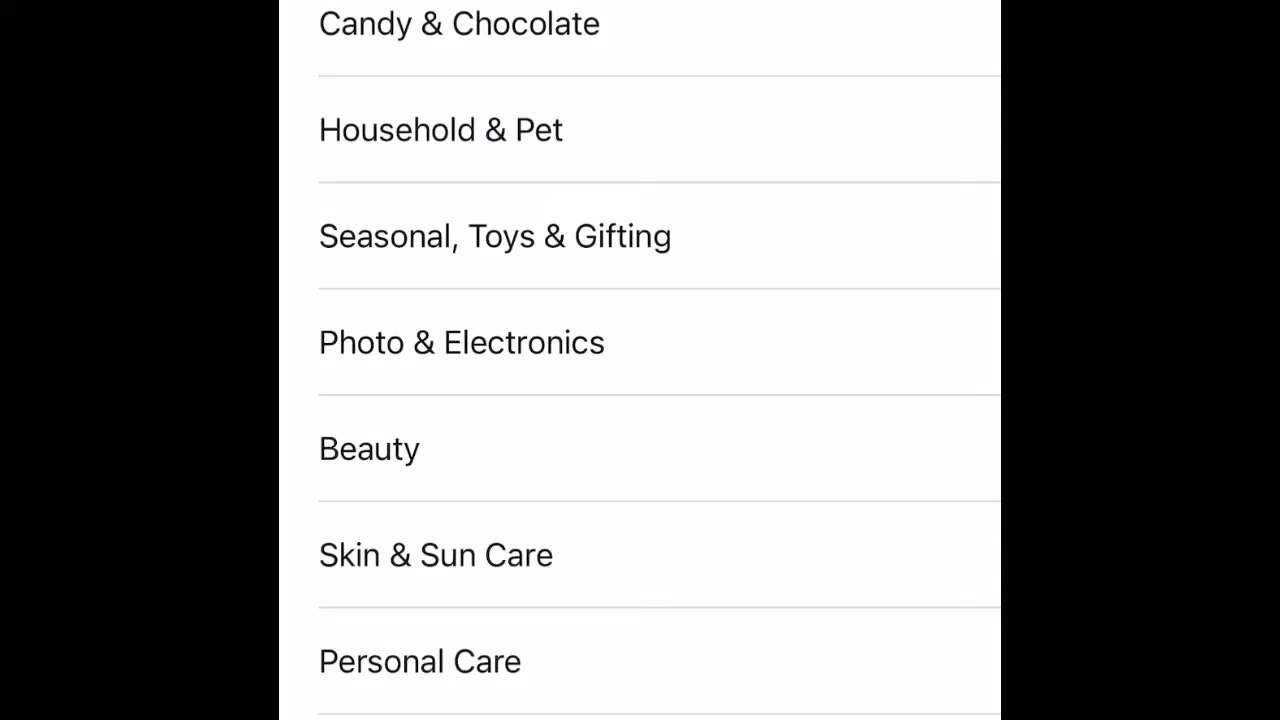 Candy & Chocolate
Household & Pet
Seasonal, Toys & Gifting
Photo & Electronics
Beauty
Skin & Sun Care
Personal Care